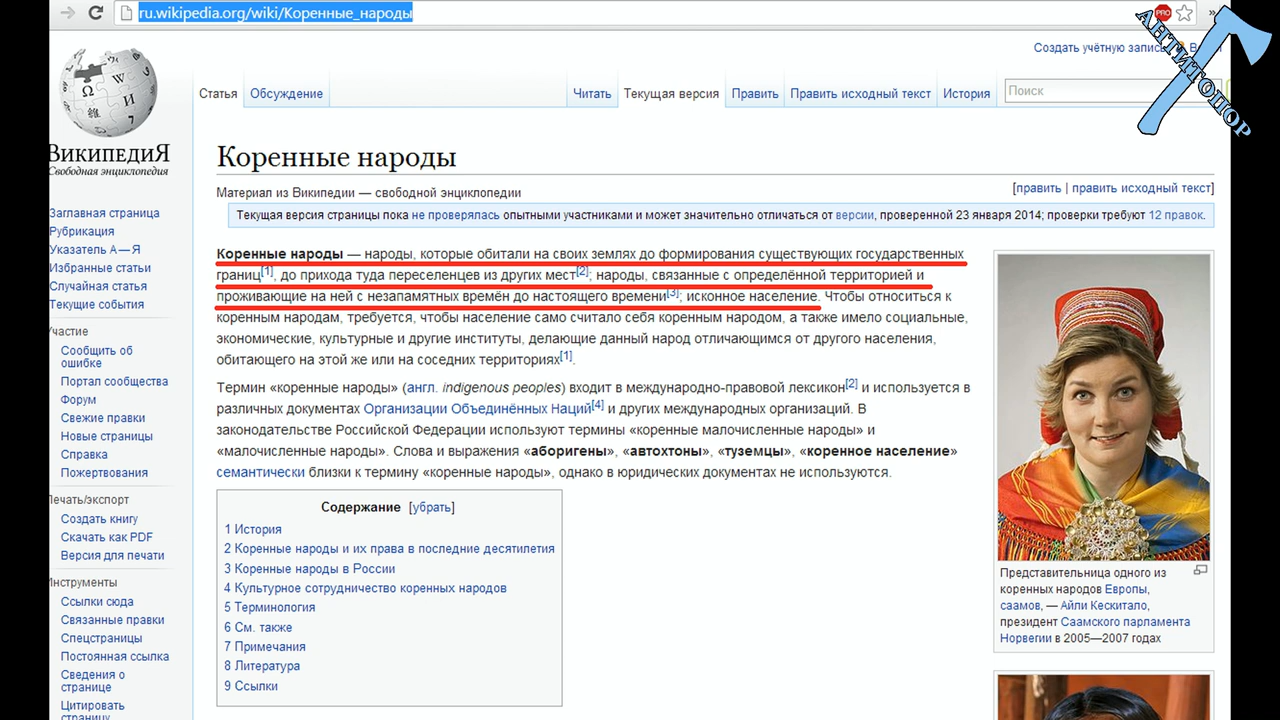 ru.wikipedia.org/wiki/Коренные_народы
PRO
»
АНТИТОПОР
Создать учётную запись
Статья
Обсуждение
Читать
Текущая версия
Править
Править исходный текст
История
Поиск
ВИКИПЕДИЯ
Свободная энциклопедия
Коренные народы
[править | править исходный текст]
Материал из Википедии — свободной энциклопедии
Текущая версия страницы пока не проверялась опытными участниками и может значительно отличаться от версии, проверенной 23 января 2014; проверки требуют 12 правок.
Заглавная страница
Рубрикация
Указатель А — Я
Избранные статьи
Случайная статья
Текущие события
Участие
Сообщить об
ошибке
Портал сообщества
Форум
Свежие правки
Новые страницы
Справка
Пожертвования
Печать/экспорт
Создать книгу
Скачать как PDF
Версия для печати
Инструменты
Ссылки сюда
Связанные правки
Спецстраницы
Постоянная ссылка
Сведения о
странице
Цитировать
страницу
Коренные народы — народы, которые обитали на своих землях до формирования существующих государственных
границ[1], до прихода туда переселенцев из других мест[2]; народы, связанные с определённой территорией и
проживающие на ней с незапамятных времён до настоящего времени[3]; исконное население. Чтобы относиться к
коренным народам, требуется, чтобы население само считало себя коренным народом, а также имело социальные,
экономические, культурные и другие институты, делающие данный народ отличающимся от другого населения,
обитающего на этой же или на соседних территориях[1].
Термин «коренные народы» (англ. indigenous peoples) входит в международно-правовой лексикон[2] и используется в
различных документах Организации Объединённых Наций[4] и других международных организаций. В
законодательстве Российской Федерации используют термины «коренные малочисленные народы» и
«малочисленные народы». Слова и выражения «аборигены», «автохтоны», «туземцы», «коренное население»
семантически близки к термину «коренные народы», однако в юридических документах не используются.
Содержание [убрать]
1 История
2 Коренные народы и их права в последние десятилетия
3 Коренные народы в России
4 Культурное сотрудничество коренных народов
5 Терминология
6 См. также
7 Примечания
8 Литература
9 Ссылки
Представительница одного из
коренных народов Европы,
саамов, — Айли Кескитало,
президент Саамского парламента
Норвегии в 2005—2007 годах